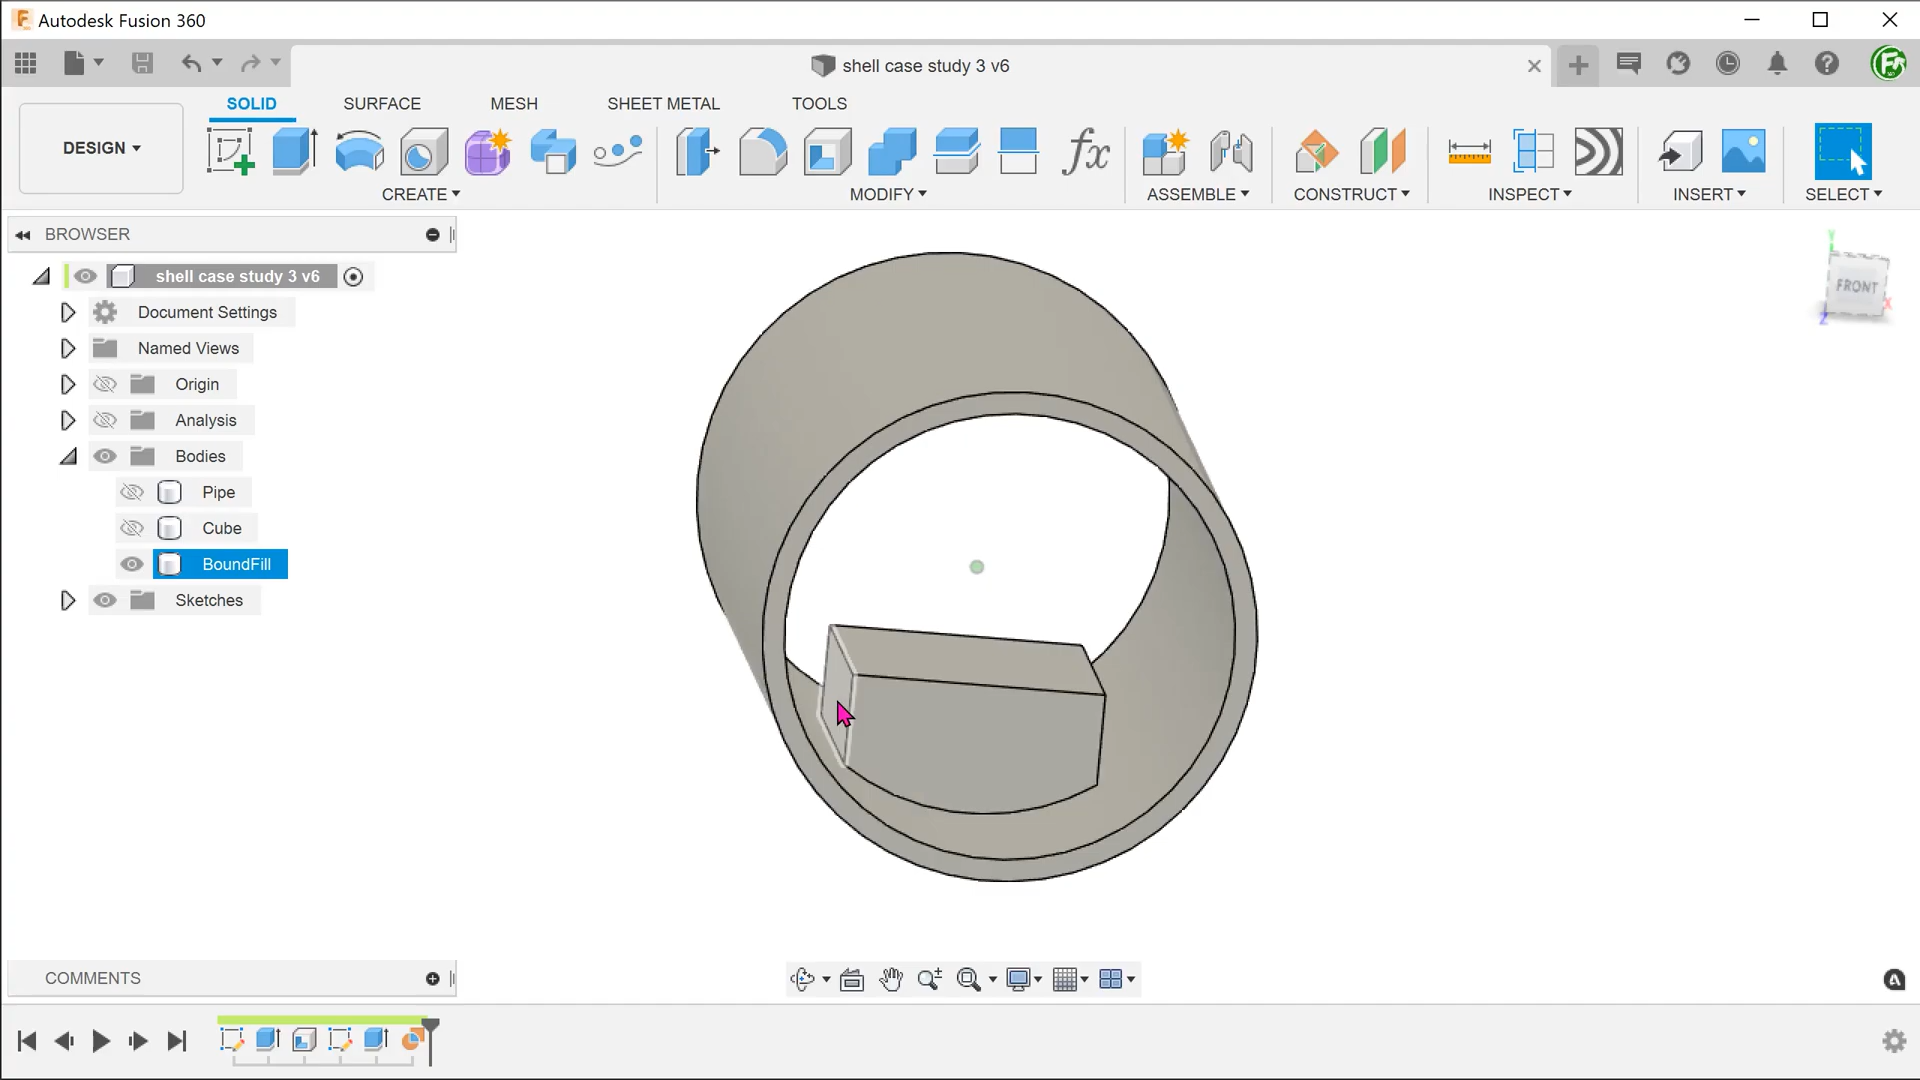 Autodesk Fusion 360
shell case study 3 v6
SOLID SURFACE MESH SHEET METAL TOOLS
DESIGN
fx
CREATE MODIFY ASSEMBLE CONSTRUCT INSPECT INSERT SELECT
BROWSER
shell case study 3 v6
Document Settings
Named Views
Origin
Analysis
Bodies
Pipe
Cube
BoundFill
Sketches
Y
FRONT
X
Z
COMMENTS